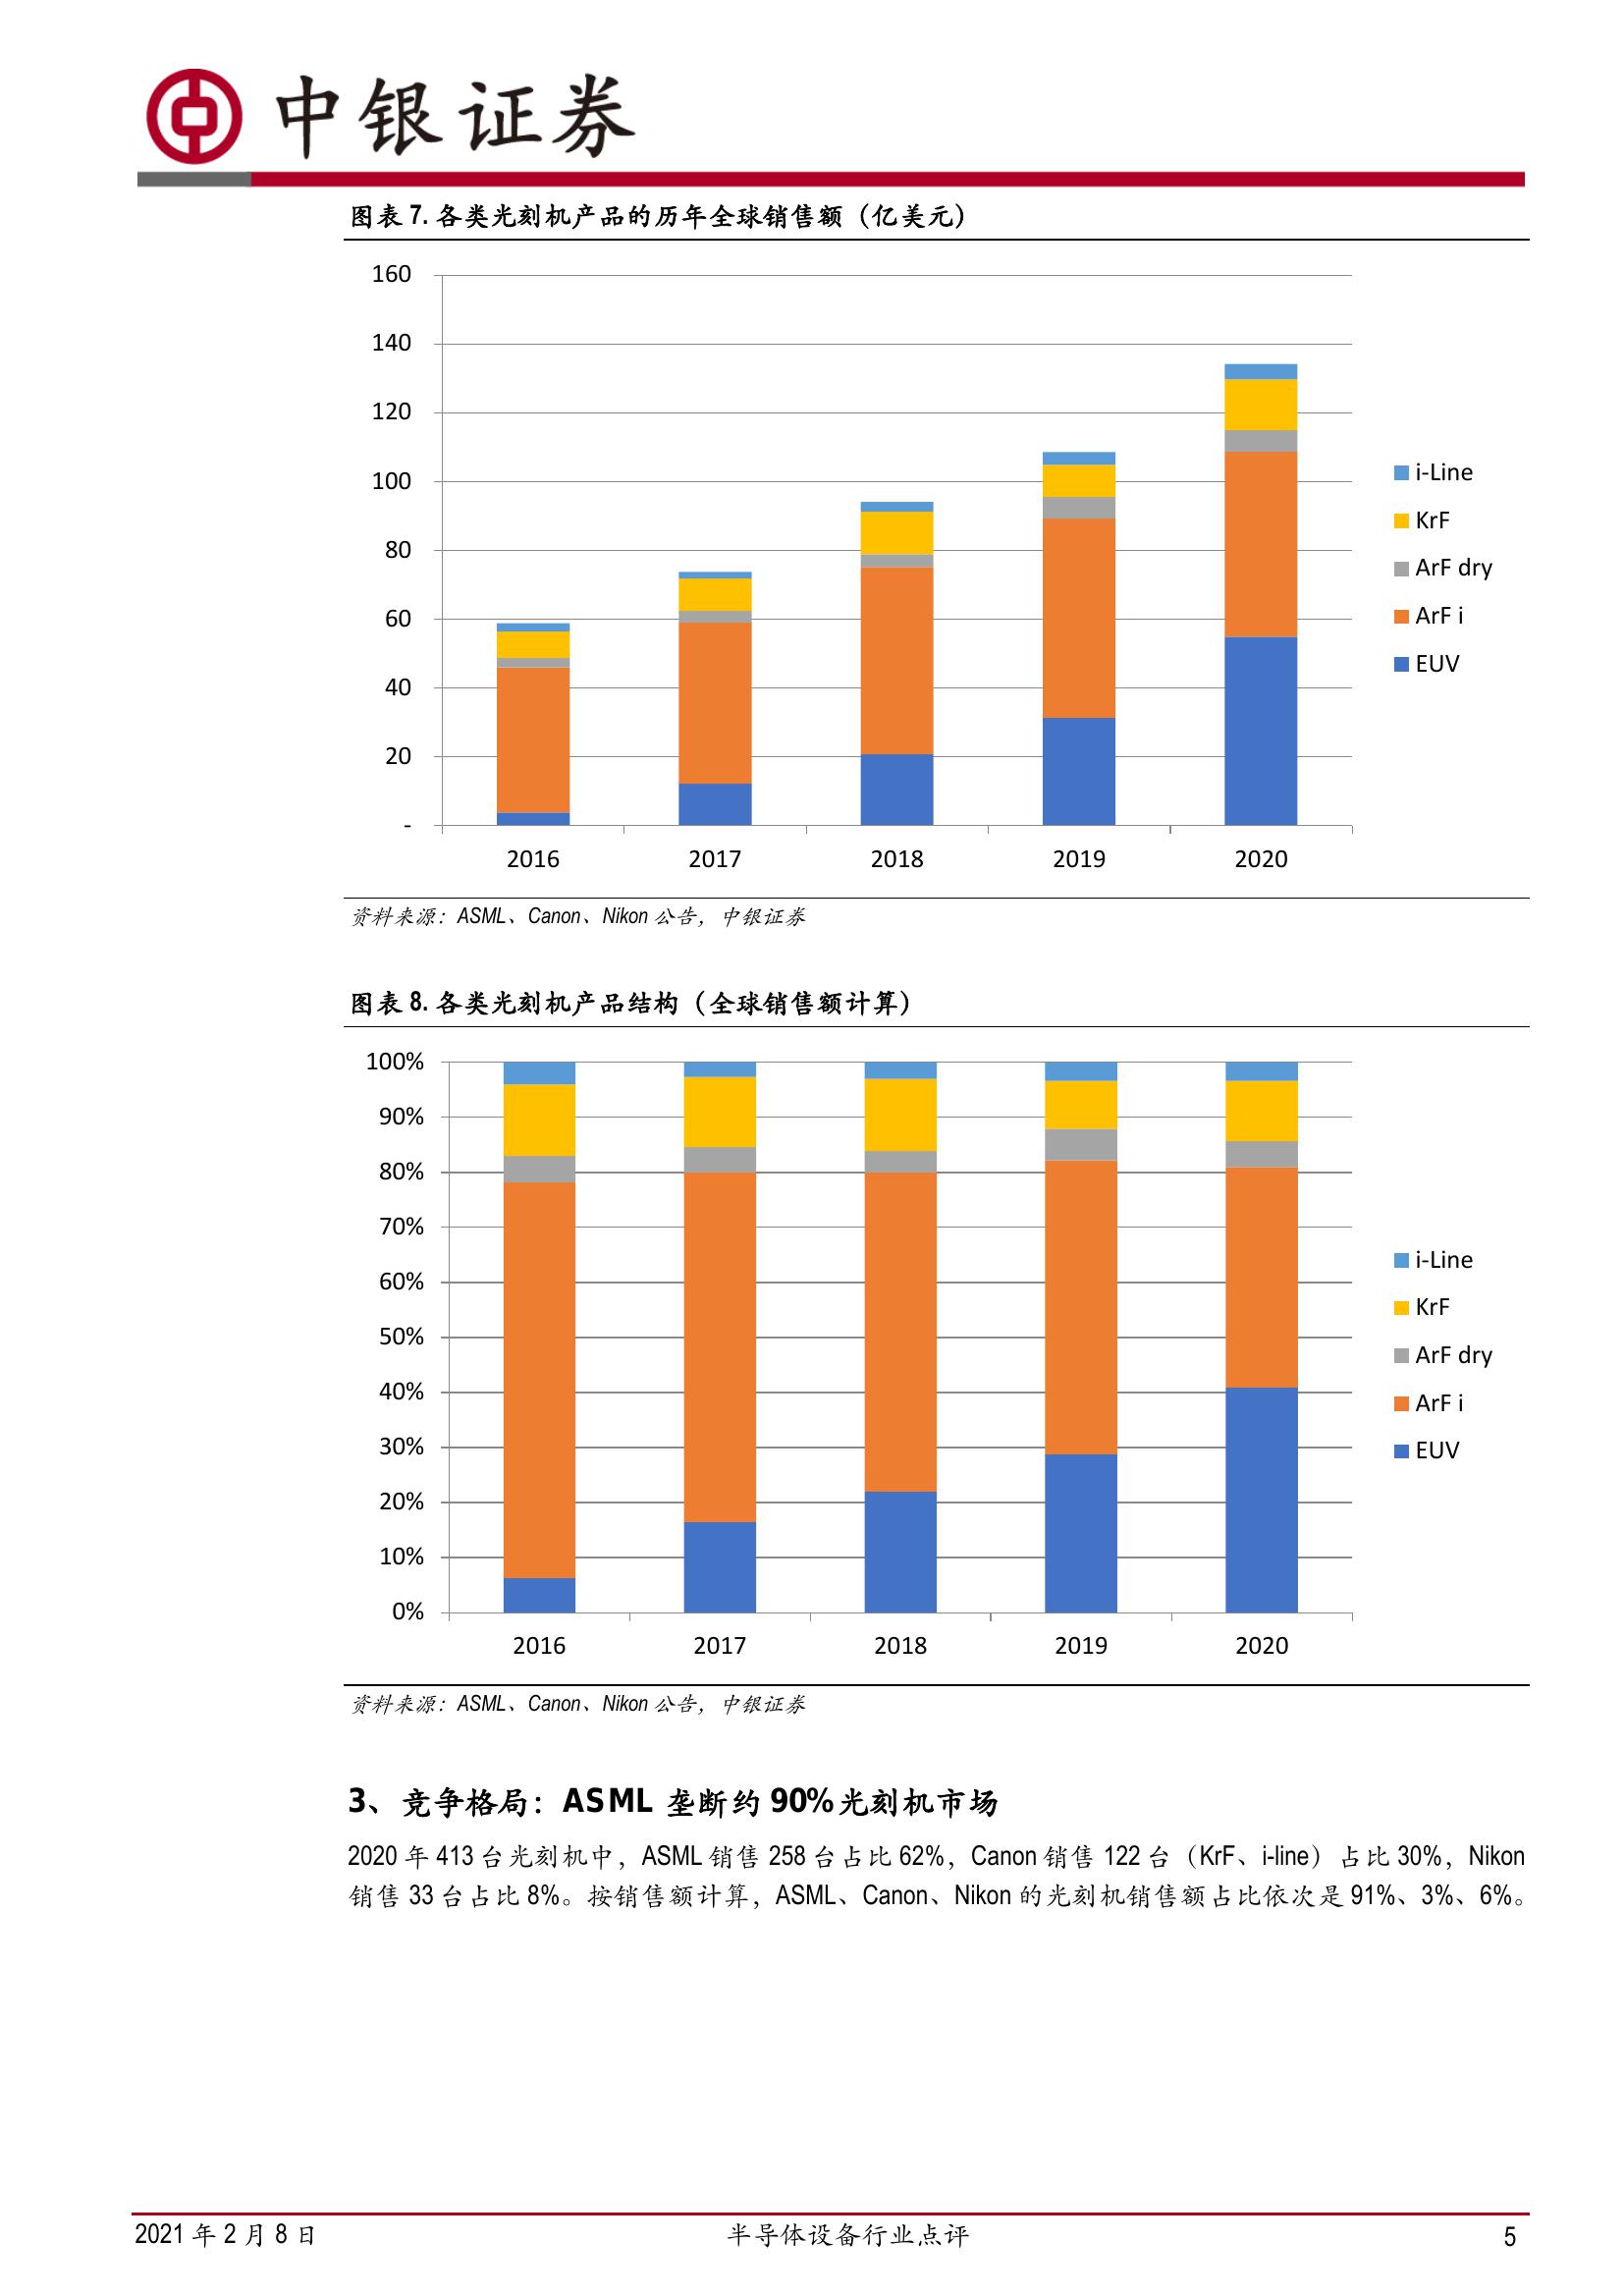 中银证券
图表 7. 各类光刻机产品的历年全球销售额（亿美元）
160
140
120
100
80
60
40
20
-
2016 2017 2018 2019 2020
i-Line
KrF
ArF dry
ArF i
EUV
资料来源：ASML、Canon、Nikon 公告，中银证券
图表 8. 各类光刻机产品结构（全球销售额计算）
100%
90%
80%
70%
60%
50%
40%
30%
20%
10%
0%
2016 2017 2018 2019 2020
i-Line
KrF
ArF dry
ArF i
EUV
资料来源：ASML、Canon、Nikon 公告，中银证券
3、竞争格局：ASML 垄断约 90%光刻机市场
2020 年 413 台光刻机中，ASML 销售 258 台占比 62%，Canon 销售 122 台（KrF、i-line）占比 30%，Nikon
销售 33 台占比 8%。按销售额计算，ASML、Canon、Nikon 的光刻机销售额占比依次是 91%、3%、6%。
2021 年 2 月 8 日 半导体设备行业点评 5